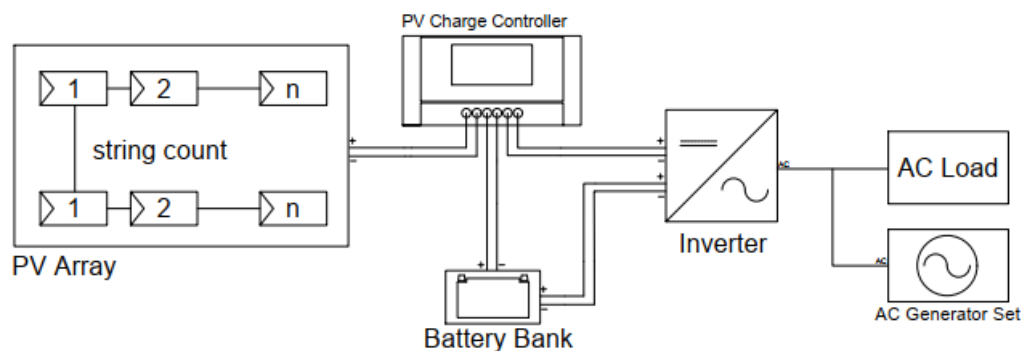 PV Charge Controller
1 2 n
string count
1 2 n
PV Array
+
−
+
−
+
−
AC
AC Load
Inverter
+ −
+
−
Battery Bank
AC
AC Generator Set